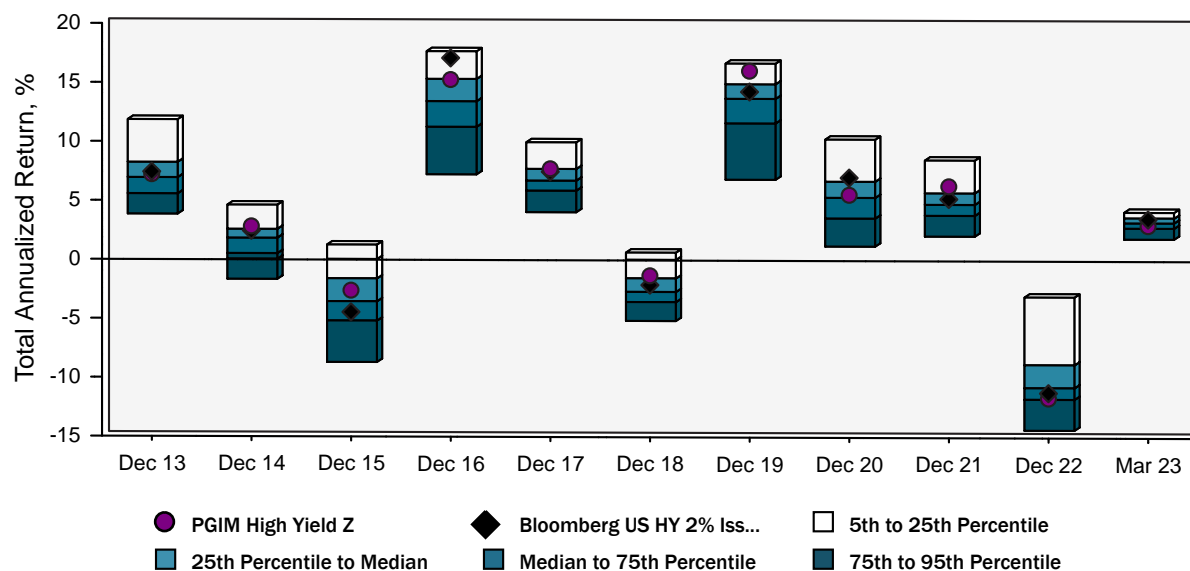 Total Annualized Return, %
20
15
10
5
0
-5
-10
-15
Dec 13 Dec 14 Dec 15 Dec 16 Dec 17 Dec 18 Dec 19 Dec 20 Dec 21 Dec 22 Mar 23
PGIM High Yield Z Bloomberg US HY 2% Iss... 5th to 25th Percentile
25th Percentile to Median Median to 75th Percentile 75th to 95th Percentile